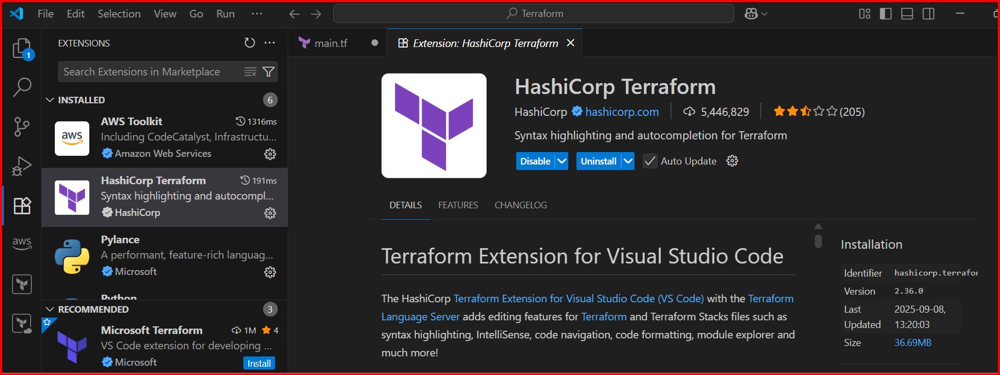 File Edit Selection View Go Run ··· Terraform
EXTENSIONS
1
Search Extensions in Marketplace
INSTALLED 6
AWS Toolkit 1316ms
Including CodeCatalyst, Infrastructu...
aws
Amazon Web Services
HashiCorp Terraform 191ms
Syntax highlighting and autocompl...
HashiCorp
Pylance
A performant, feature-rich languag...
Microsoft
aws
Python
RECOMMENDED 3
Microsoft Terraform 1M 4
VS Code extension for developing ...
Microsoft Install
main.tf
Extension: HashiCorp Terraform
HashiCorp Terraform
HashiCorp hashicorp.com 5,446,829 (205)
Syntax highlighting and autocompletion for Terraform
Disable Uninstall Auto Update
DETAILS FEATURES CHANGELOG
Terraform Extension for Visual Studio Code
The HashiCorp Terraform Extension for Visual Studio Code (VS Code) with the Terraform
Language Server adds editing features for Terraform and Terraform Stacks files such as
syntax highlighting, IntelliSense, code navigation, code formatting, module explorer and
much more!
Installation
Identifier hashicorp.terrafor
Version 2.36.0
Last Updated 2025-09-08, 13:20:03
Size 36.69MB